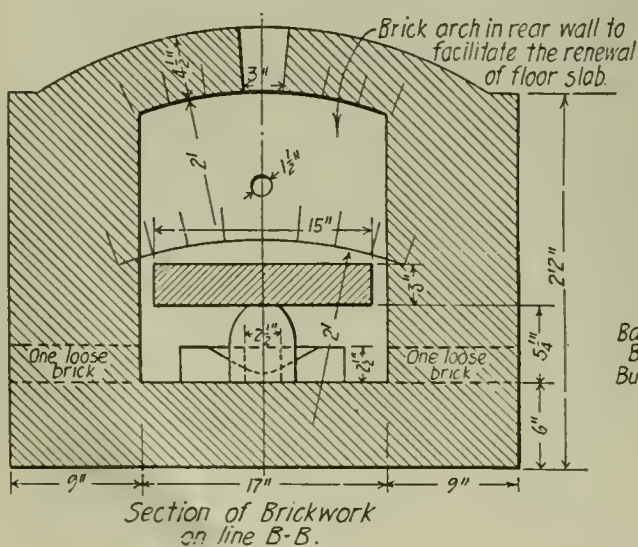 Brick arch in rear wall to
facilitate the renewal
of floor slab.
4½"
3"
2'
1½"
15"
3"
2'2"
2½"
2'
2½"
5¼"
6"
One loose
brick
One loose
brick
Ba
B
Bu
9"
17"
9"
Section of Brickwork
on line B-B.